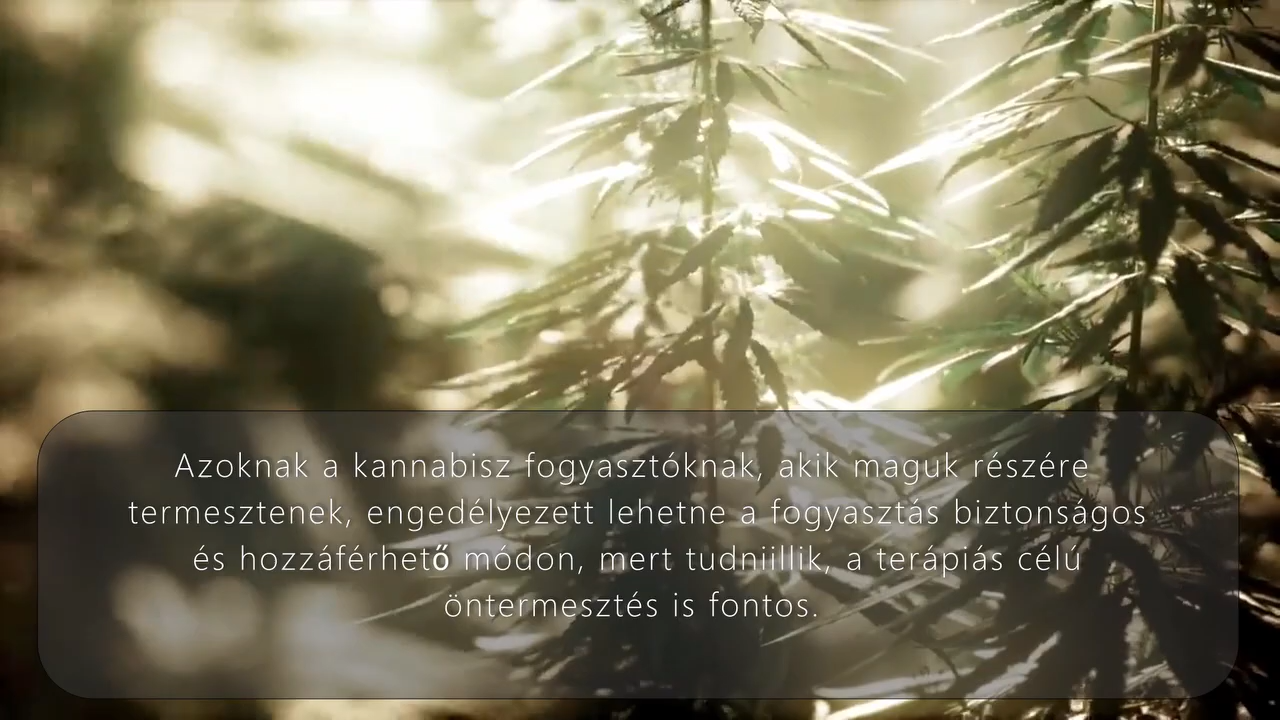 Azoknak a kannabisz fogyasztóknak, akik maguk részére
termesztenek, engedélyezett lehetne a fogyasztás biztonságos
és hozzáférhető módon, mert tudniillik, a terápiás célú
öntermesztés is fontos.